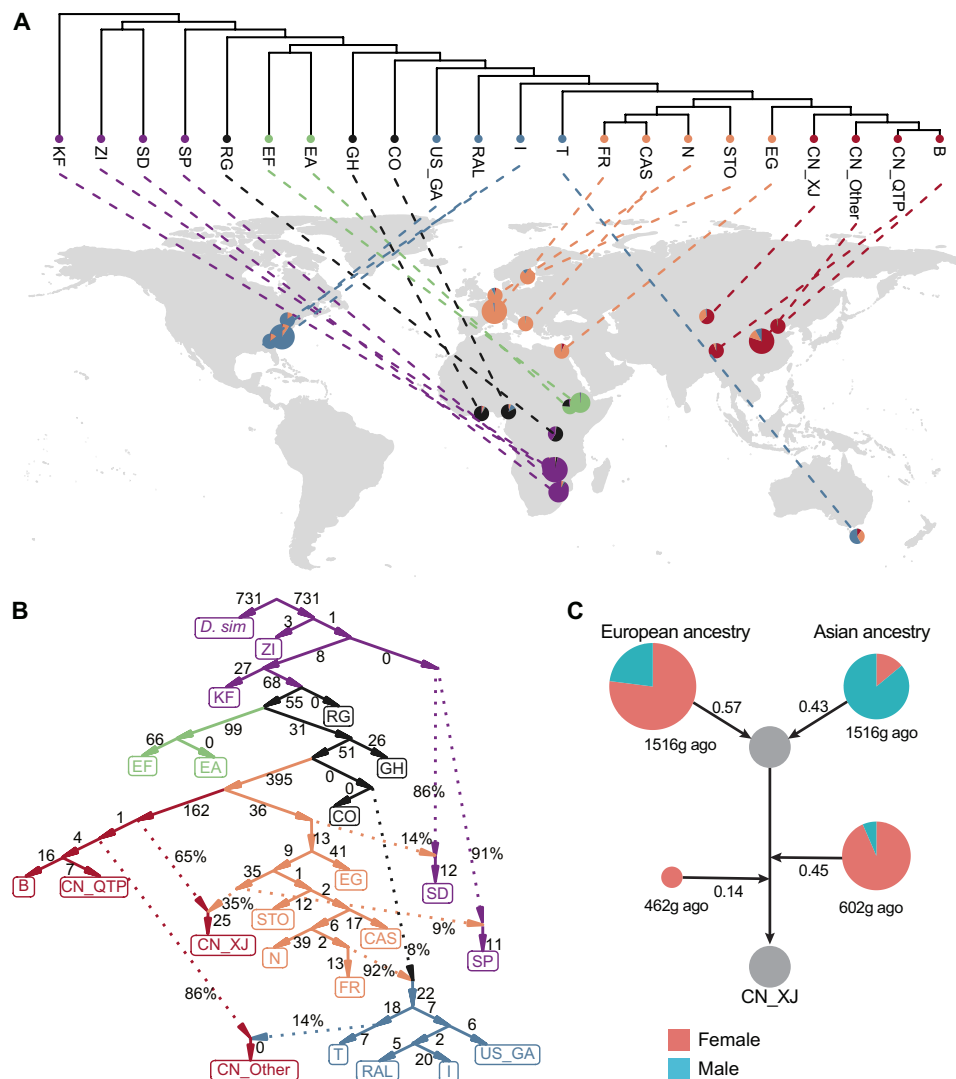 A
KF
ZI
SD
SP
RG
EF
EA
GH
CO
US_GA
RAL
I
T
FR
CAS
N
STO
EG
CN_XJ
CN_Other
CN_QTP
B
B
731 731
D. sim
3 1
ZI
8 0
27 68
KF
55 0
RG
99 31
66 0
EF EA
51 26
GH
395 0 0
CO
86%
1 162 36
4
16 7
B CN_QTP
65%
13 14%
9 41
EG
91%
35 1
12
SD
35%
25
CN_XJ
STO 12 2
17
CAS
6
39 2
N
9%
11
SP
8%
13 92%
FR
86%
22
18 7
14%
0
CN_Other
7
T
2 6
5 20
RAL I US_GA
C
European ancestry Asian ancestry
0.57 0.43
1516g ago 1516g ago
0.14 0.45
462g ago 602g ago
CN_XJ
Female
Male